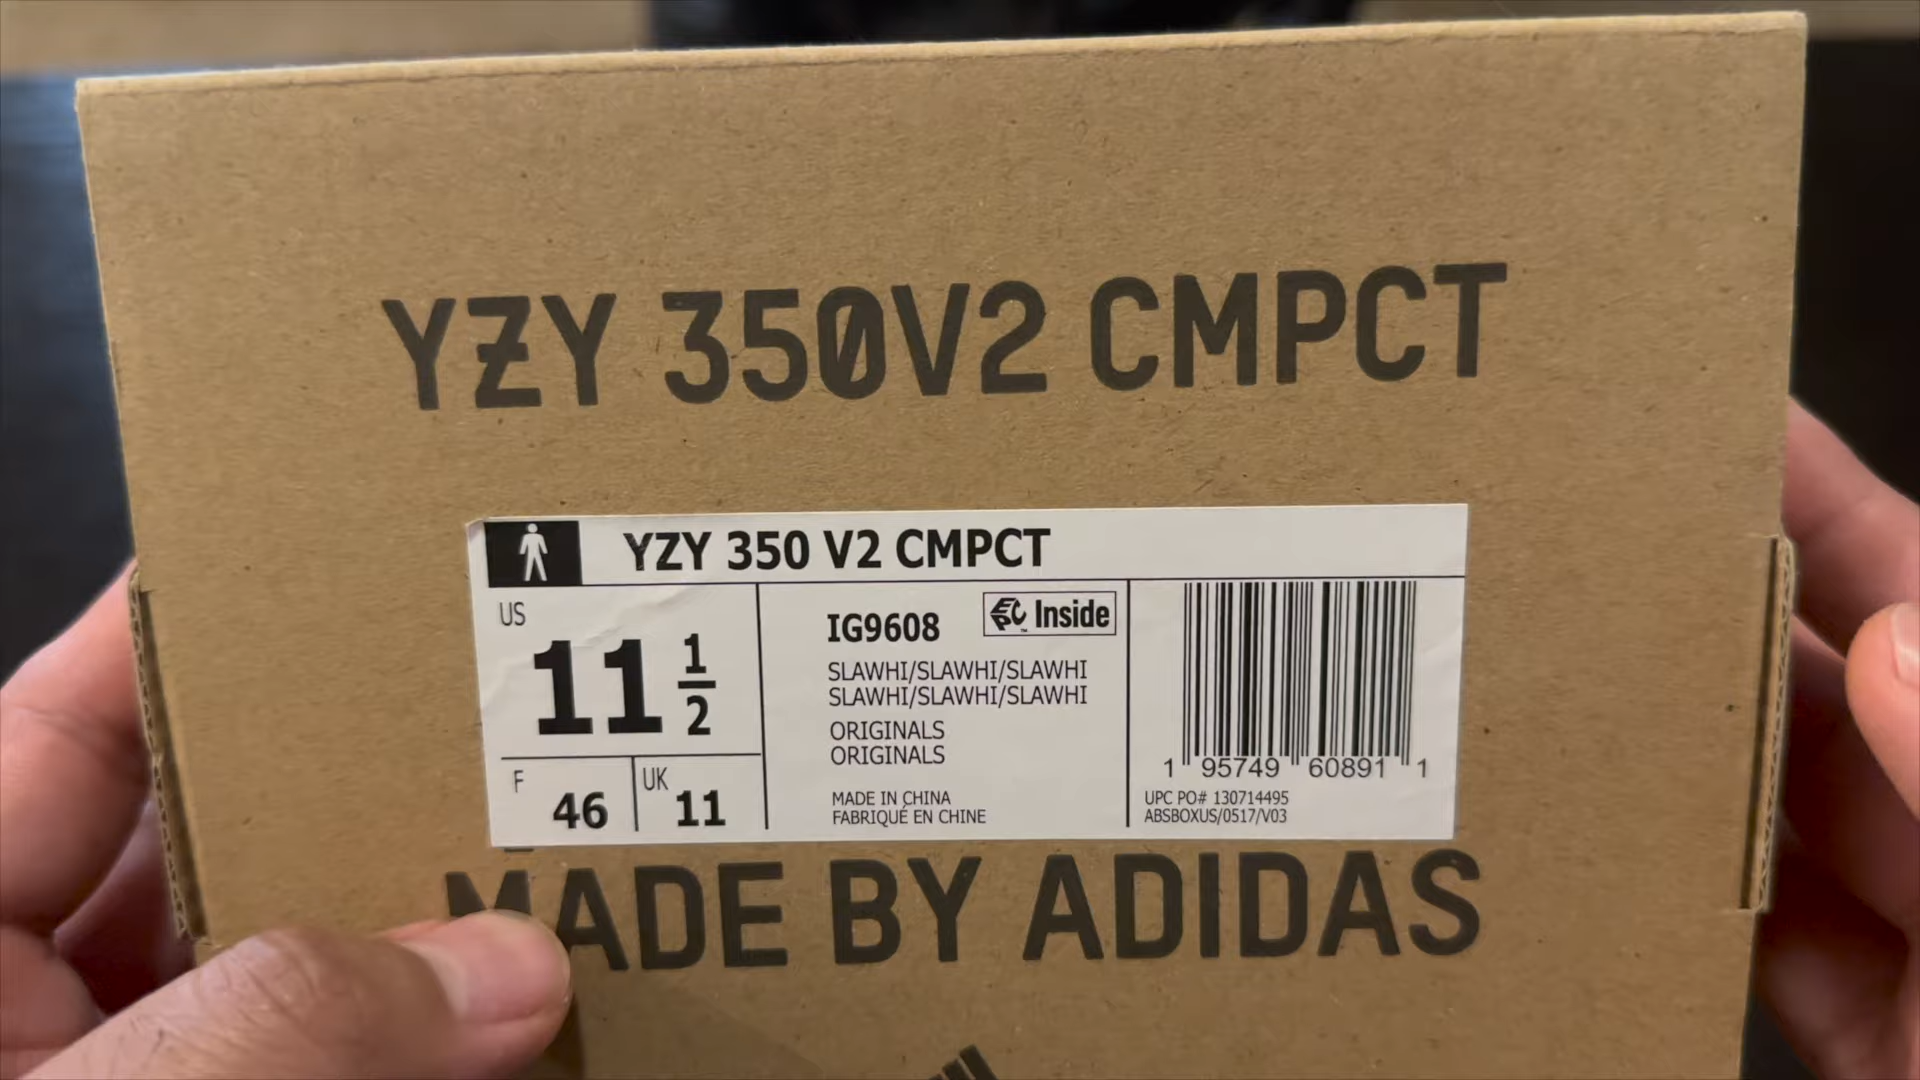 YZY 350V2 CMPCT
YZY 350 V2 CMPCT
US
11 1/2
F
46
UK
11
IG9608
EPC Inside
SLAWHI/SLAWHI/SLAWHI
SLAWHI/SLAWHI/SLAWHI
ORIGINALS
ORIGINALS
MADE IN CHINA
FABRIQUÉ EN CHINE
1 95749 60891 1
UPC PO# 130714495
ABSBOXUS/0517/V03
MADE BY ADIDAS